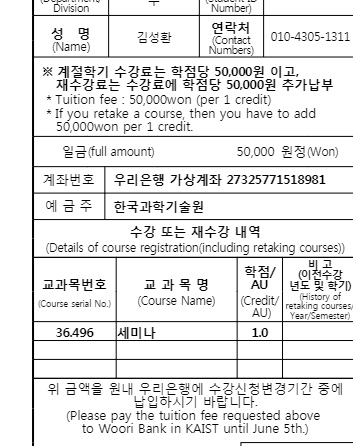 Division
부
Number)
성 명
(Name)
김성환
연락처
(Contact
Numbers)
010-4305-1311
※ 계절학기 수강료는 학점당 50,000원 이고,
재수강료는 수강료에 학점당 50,000원 추가납부
* Tuition fee : 50,000won (per 1 credit)
* If you retake a course, then you have to add
50,000won per 1 credit.
일금(full amount) 50,000 원정(Won)
계좌번호 우리은행 가상계좌 27325771518981
예 금 주 한국과학기술원
수강 또는 재수강 내역
(Details of course registration(including retaking courses))
교과목번호
(Course serial No.)
교 과 목 명
(Course Name)
학점/
AU
(Credit/
AU)
비 고
(이전수강
년도 및 학기)
(History of
retaking courses/
Year/Semester)
36.496 세미나 1.0
위 금액을 원내 우리은행에 수강신청변경기간 중에
납입하시기 바랍니다.
(Please pay the tuition fee requested above
to Woori Bank in KAIST until June 5th.)